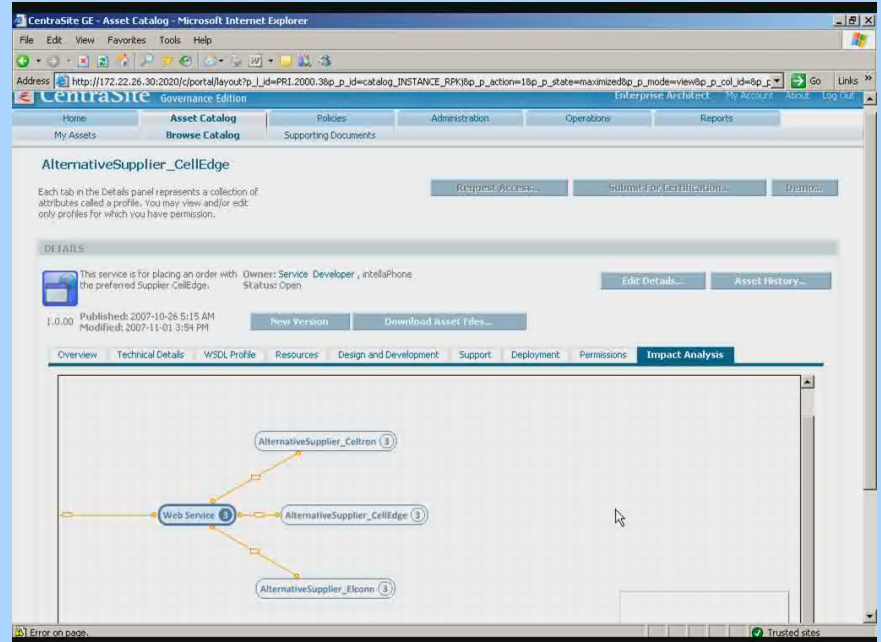 CentraSite GE - Asset Catalog - Microsoft Internet Explorer
File Edit View Favorites Tools Help
Address http://172.22.26.30:2020/c/portal/layout?p_l_id=PRI.2000.3&p_p_id=catalog_INSTANCE_RPKJ&p_p_action=1&p_p_state=maximized&p_p_mode=view&p_p_col_id=&p_p Go Links »
CentraSite Governance Edition Enterprise Architect My Account About Log Out
Home Asset Catalog Policies Administration Operations Reports
My Assets Browse Catalog Supporting Documents
AlternativeSupplier_CellEdge
Each tab in the Details panel represents a collection of
attributes called a profile. You may view and/or edit
only profiles for which you have permission.
Request Access... Submit For Certification... Demo...
DETAILS
This service is for placing an order with
the preferred Supplier CellEdge.
Owner: Service Developer , intellaPhone
Status: Open
Edit Details... Asset History...
1.0.00 Published: 2007-10-26 5:15 AM
Modified: 2007-11-01 3:54 PM
New Version Download Asset Files...
Overview Technical Details WSDL Profile Resources Design and Development Support Deployment Permissions Impact Analysis
AlternativeSupplier_Celtron 3
Web Service 3 AlternativeSupplier_CellEdge 3
AlternativeSupplier_Elconn 3
Error on page. Trusted sites